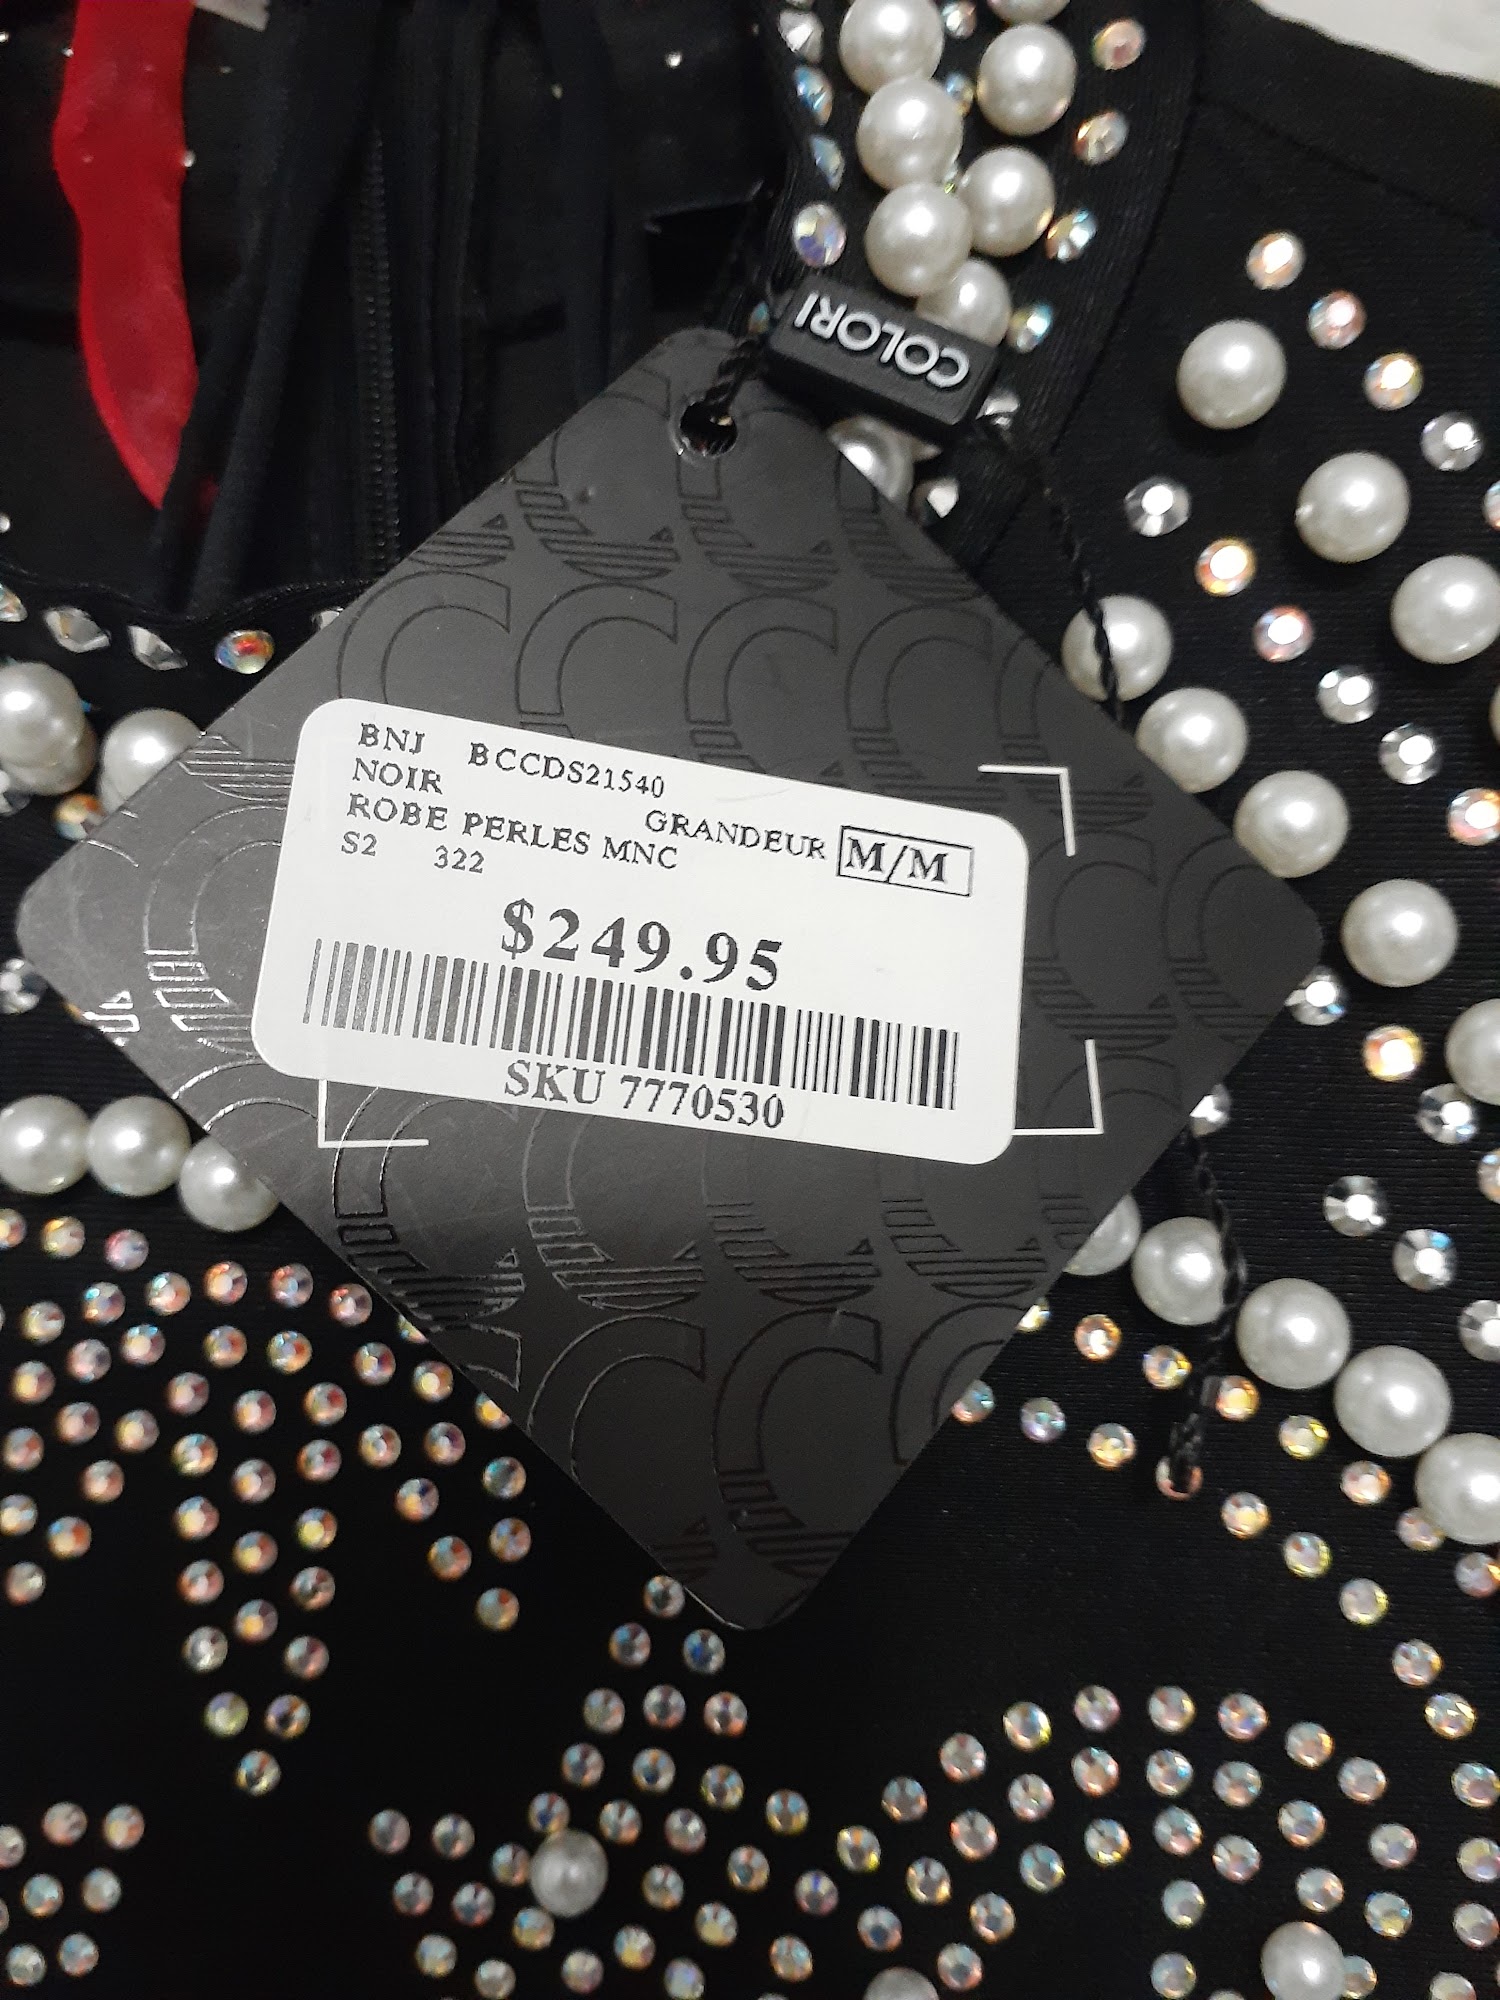 COLORI
BNJ BCCDS21540
NOIR GRANDEUR M/M
ROBE PERLES MNC
S2 322
$249.95
SKU 7770530